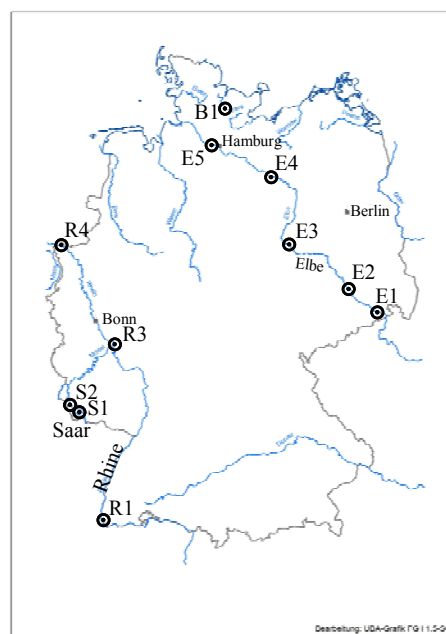 B1
Hamburg
E5
E4
Berlin
R4
E3
Elbe
E2
E1
Bonn
R3
S2
S1
Saar
Rhine
Donau
R1
Bearbeitung: UBA-Grafik FG I 1.5-